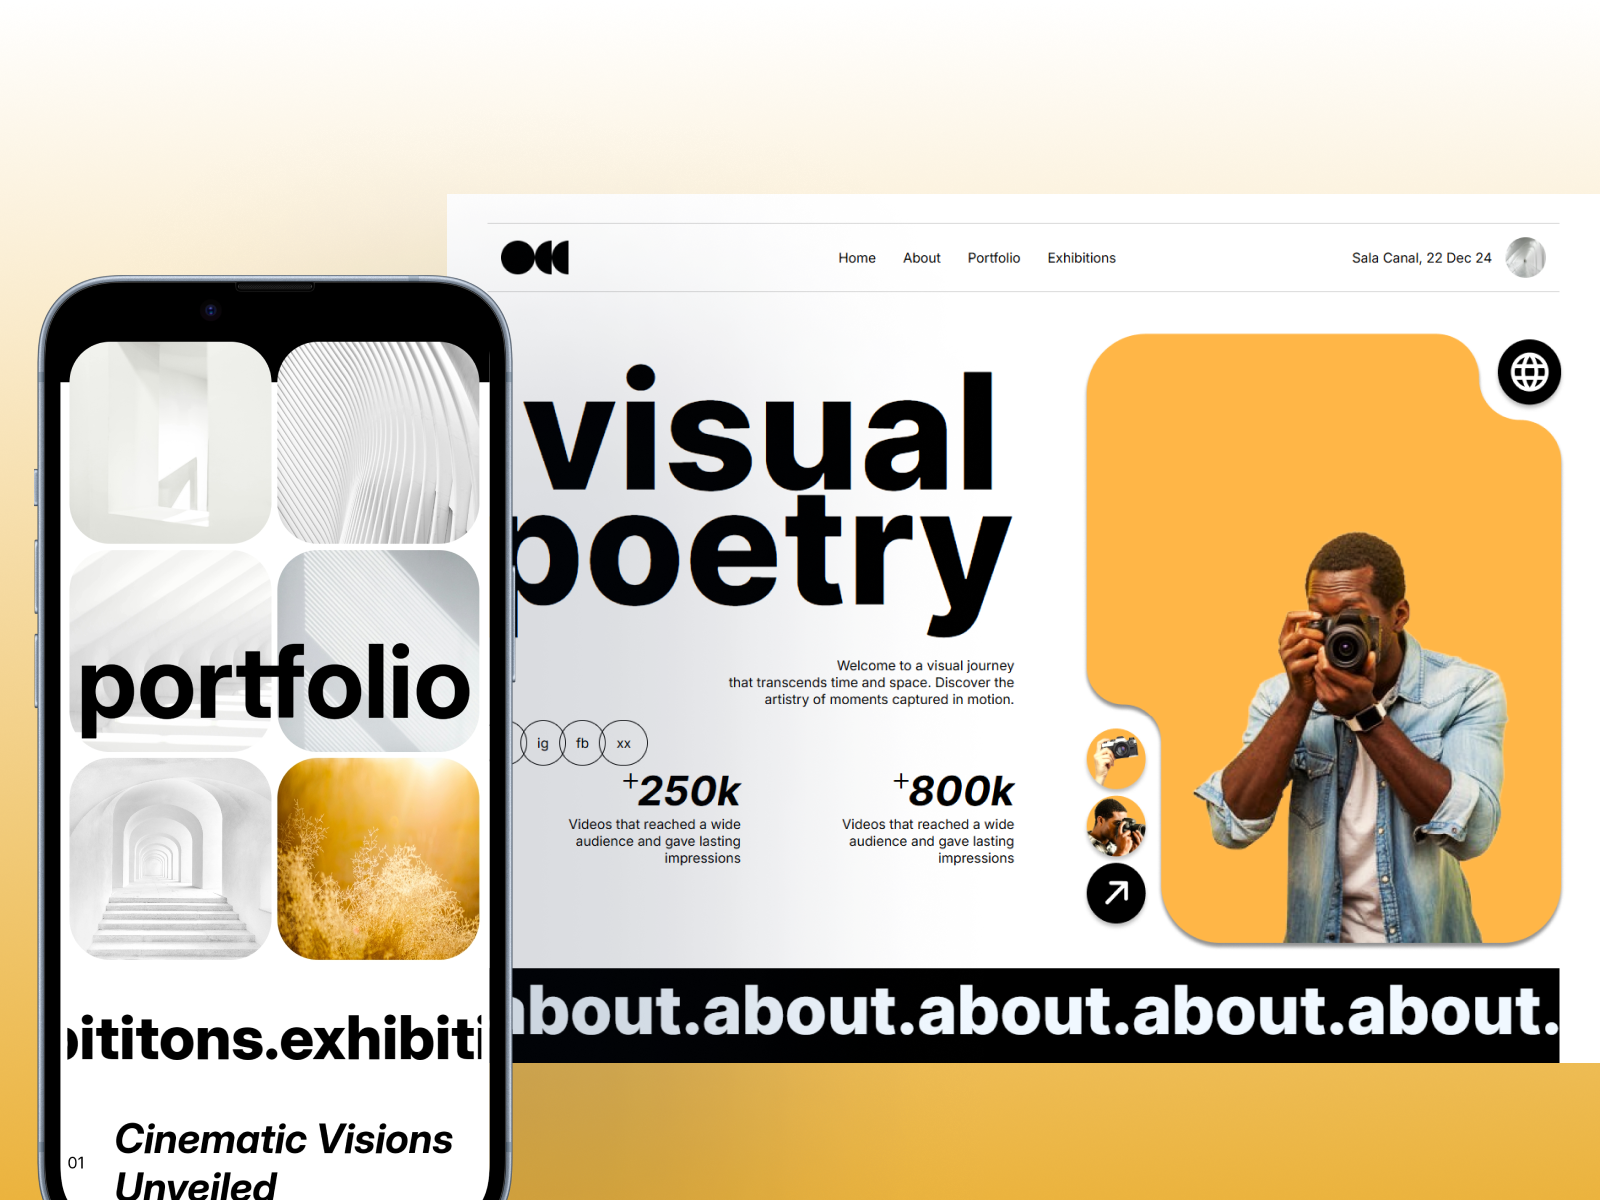 Home About Portfolio Exhibitions
Sala Canal, 22 Dec 24
visual
poetry
Welcome to a visual journey
that transcends time and space. Discover the
artistry of moments captured in motion.
ig fb xx
+250k
Videos that reached a wide
audience and gave lasting
impressions
+800k
Videos that reached a wide
audience and gave lasting
impressions
about.about.about.about.about.
portfolio
bititons.exhibiti
01
Cinematic Visions
Unveiled